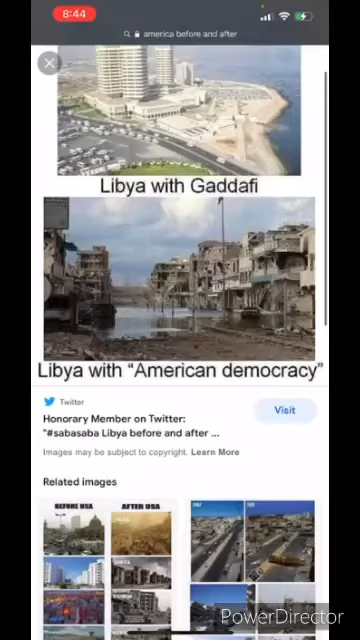 8:44
america before and after
Libya with Gaddafi
Libya with "American democracy"
Twitter
Honorary Member on Twitter:
"#sabasaba Libya before and after ...
Visit
Images may be subject to copyright. Learn More
Related images
BEFORE USA
AFTER USA
PowerDirector